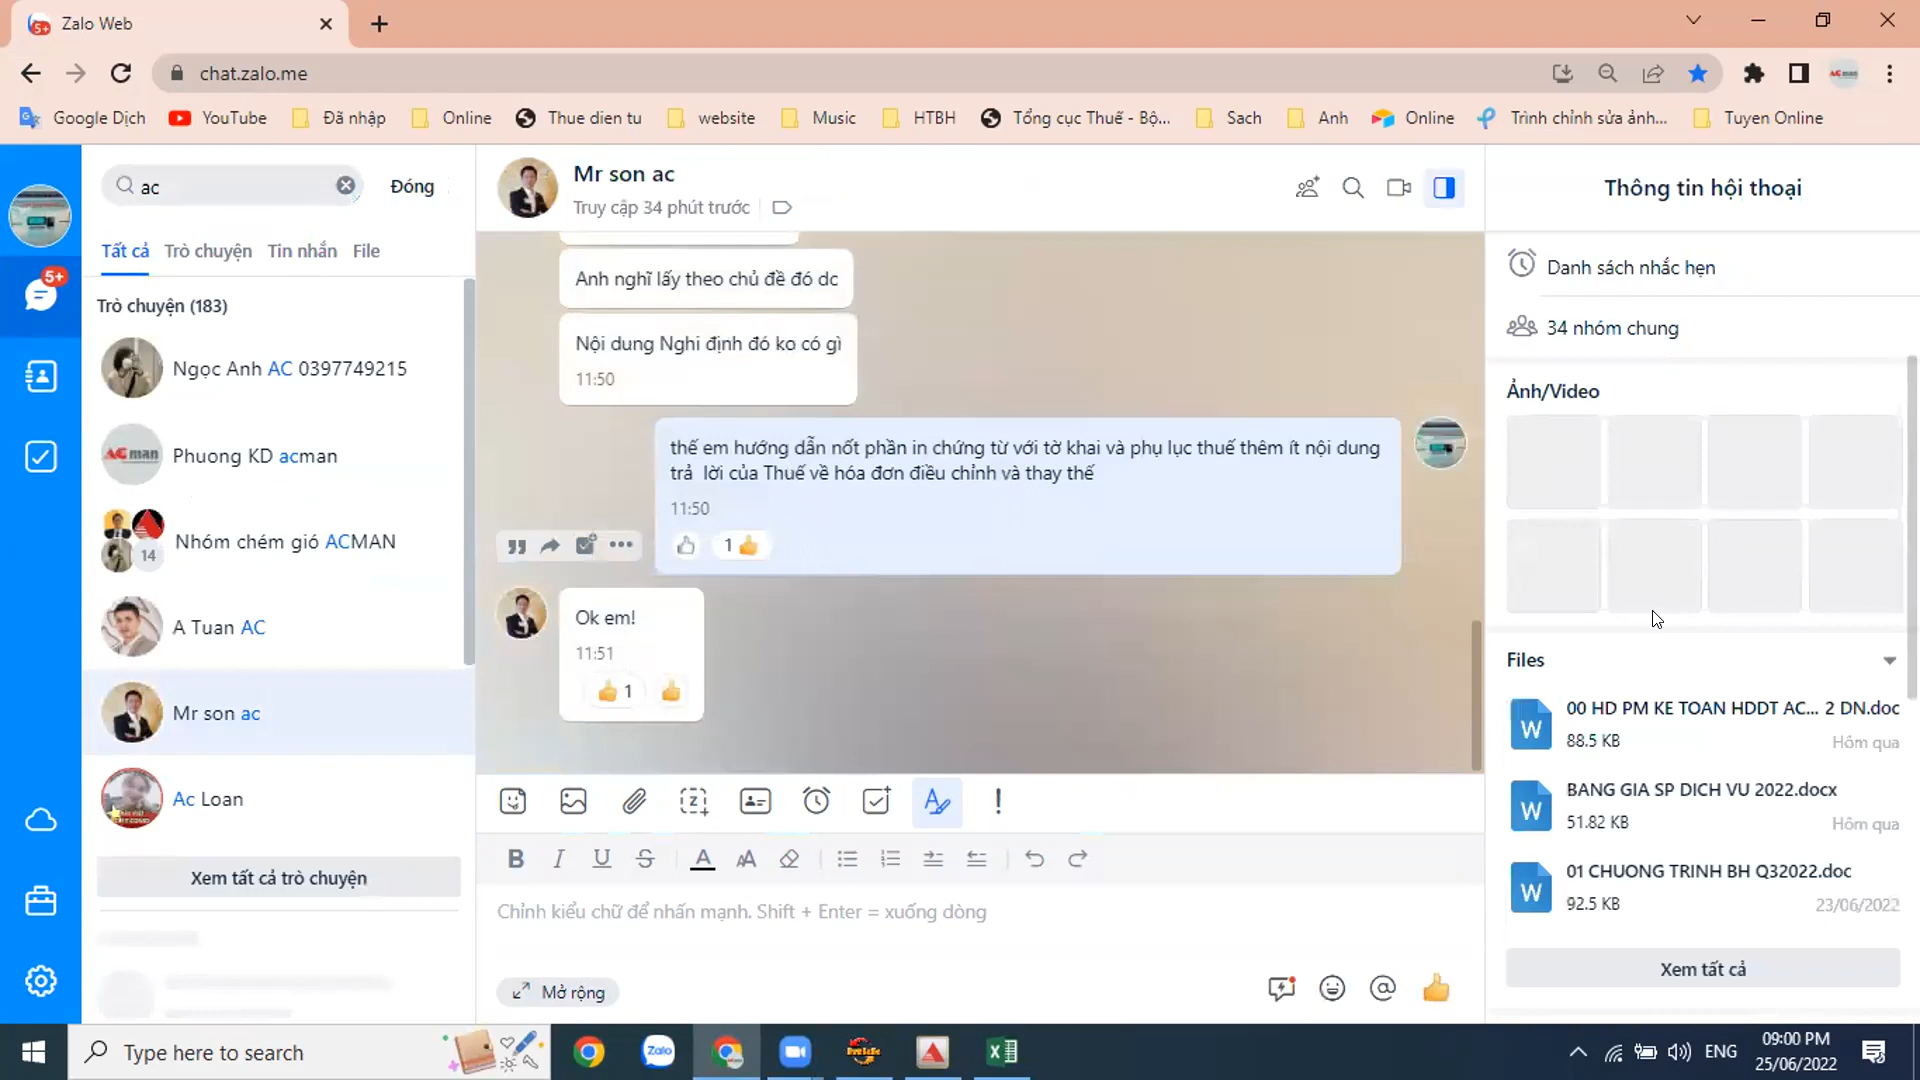 Zalo Web
chat.zalo.me
Google Dịch
YouTube
Đã nhập
Online
Thue dien tu
website
Music
HTBH
Tổng cục Thuế - Bộ...
Sach
Anh
Online
Trình chỉnh sửa ảnh...
Tuyen Online
ac
Đóng
Tất cả
Trò chuyện
Tin nhắn
File
5+
Trò chuyện (183)
Ngọc Anh AC 0397749215
ACman
Phuong KD acman
14
Nhóm chém gió ACMAN
A Tuan AC
Mr son ac
Ac Loan
Xem tất cả trò chuyện
Mr son ac
Truy cập 34 phút trước
Anh nghĩ lấy theo chủ đề đó dc
Nội dung Nghi định đó ko có gì
11:50
thế em hướng dẫn nốt phần in chứng từ với tờ khai và phụ lục thuế thêm ít nội dung
trả lời của Thuế về hóa đơn điều chỉnh và thay thế
11:50
1
Ok em!
11:51
1
Chỉnh kiểu chữ để nhấn mạnh. Shift + Enter = xuống dòng
Mở rộng
Thông tin hội thoại
Danh sách nhắc hẹn
34 nhóm chung
Ảnh/Video
Files
00 HD PM KE TOAN HDDT AC... 2 DN.doc
88.5 KB
Hôm qua
BANG GIA SP DICH VU 2022.docx
51.82 KB
Hôm qua
01 CHUONG TRINH BH Q32022.doc
92.5 KB
23/06/2022
Xem tất cả
Type here to search
Zalo
ENG
09:00 PM
25/06/2022